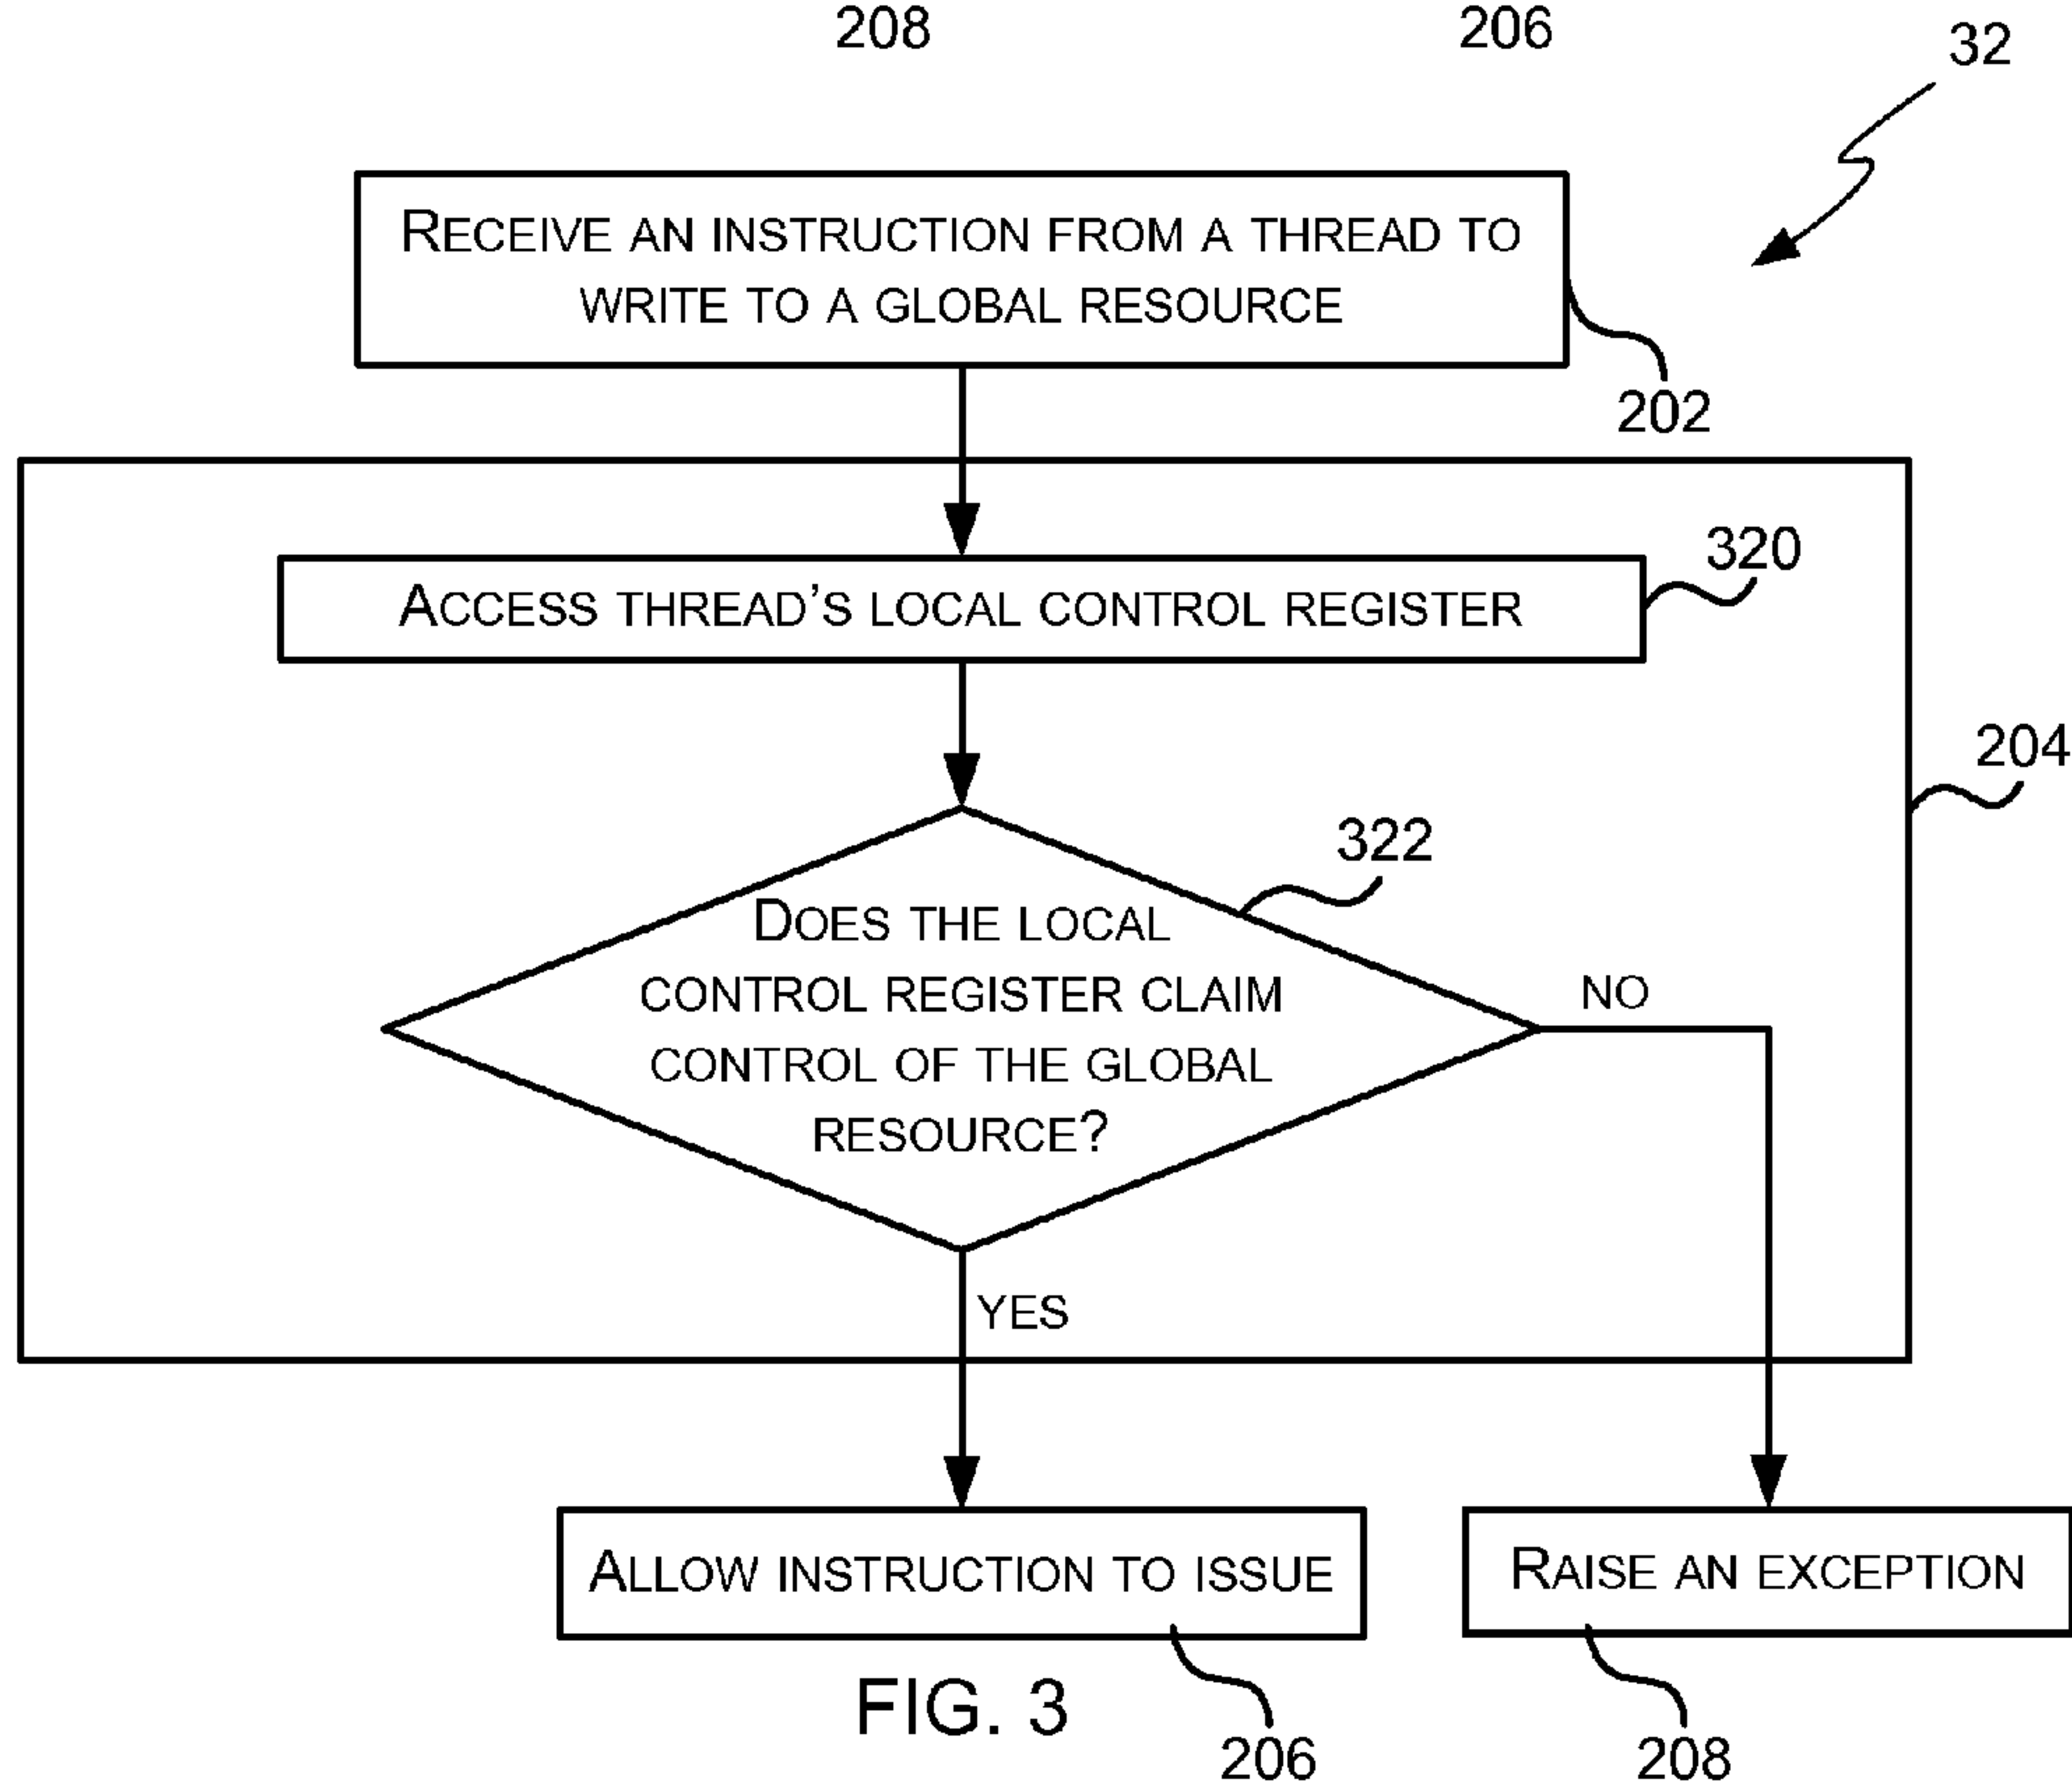 208 206
32
RECEIVE AN INSTRUCTION FROM A THREAD TO
WRITE TO A GLOBAL RESOURCE
202
320
ACCESS THREAD'S LOCAL CONTROL REGISTER
204
322
DOES THE LOCAL
CONTROL REGISTER CLAIM
CONTROL OF THE GLOBAL
RESOURCE?
NO
YES
ALLOW INSTRUCTION TO ISSUE
RAISE AN EXCEPTION
FIG. 3
206
208